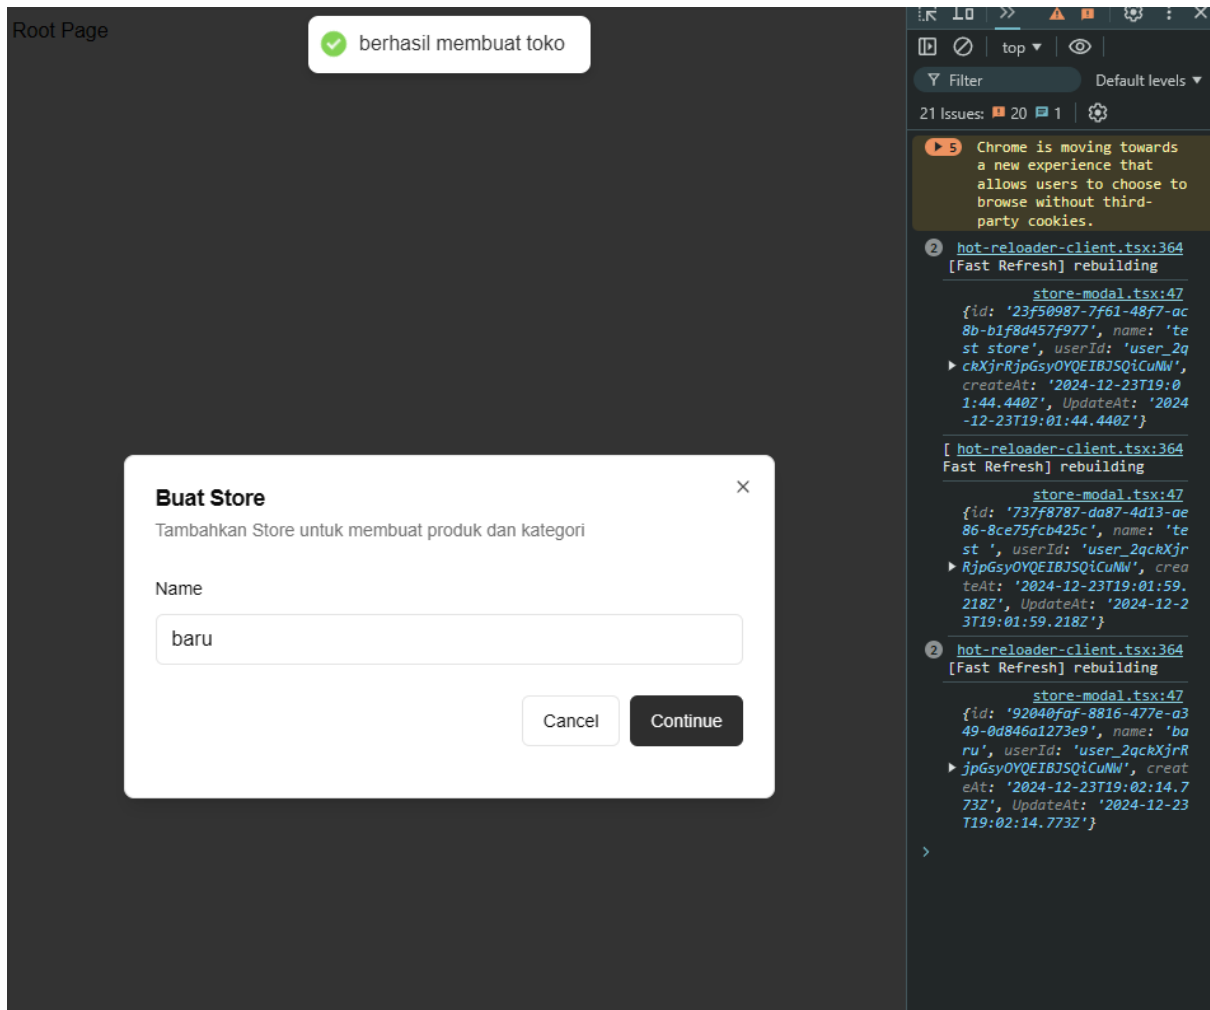 Root Page
berhasil membuat toko
Buat Store
Tambahkan Store untuk membuat produk dan kategori
Name
baru
Cancel
Continue
top
Filter
Default levels
21 Issues: 20 1
5 Chrome is moving towards
a new experience that
allows users to choose to
browse without third-
party cookies.
2 hot-reloader-client.tsx:364
[Fast Refresh] rebuilding
store-modal.tsx:47
{id: '23f50987-7f61-48f7-ac
8b-b1f8d457f977', name: 'te
st store', userId: 'user_2q
ckXjrRjpGsyOYQEIBJSQiCuNW',
createAt: '2024-12-23T19:0
1:44.440Z', UpdateAt: '2024
-12-23T19:01:44.440Z'}
[ hot-reloader-client.tsx:364
Fast Refresh] rebuilding
store-modal.tsx:47
{id: '737f8787-da87-4d13-ae
86-8ce75fcb425c', name: 'te
st ', userId: 'user_2qckXjr
RjpGsyOYQEIBJSQiCuNW', crea
teAt: '2024-12-23T19:01:59.
218Z', UpdateAt: '2024-12-2
3T19:01:59.218Z'}
2 hot-reloader-client.tsx:364
[Fast Refresh] rebuilding
store-modal.tsx:47
{id: '92040faf-8816-477e-a3
49-0d846a1273e9', name: 'ba
ru', userId: 'user_2qckXjrR
jpGsyOYQEIBJSQiCuNW', creat
eAt: '2024-12-23T19:02:14.7
73Z', UpdateAt: '2024-12-23
T19:02:14.773Z'}